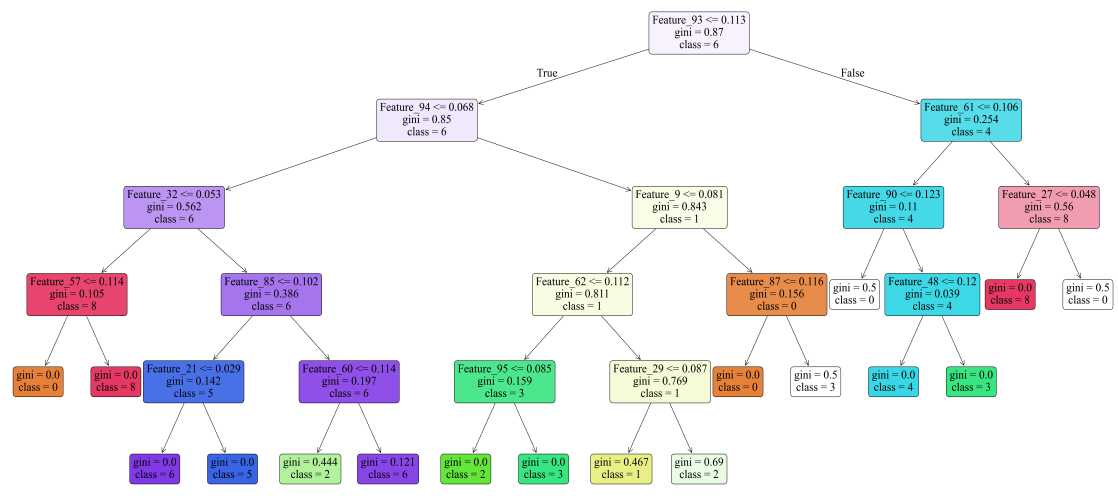 Feature_93 <= 0.113
gini = 0.87
class = 6
True
False
Feature_94 <= 0.068
gini = 0.85
class = 6
Feature_61 <= 0.106
gini = 0.254
class = 4
Feature_32 <= 0.053
gini = 0.562
class = 6
Feature_9 <= 0.081
gini = 0.843
class = 1
Feature_90 <= 0.123
gini = 0.11
class = 4
Feature_27 <= 0.048
gini = 0.56
class = 8
Feature_57 <= 0.114
gini = 0.105
class = 8
Feature_85 <= 0.102
gini = 0.386
class = 6
Feature_62 <= 0.112
gini = 0.811
class = 1
Feature_87 <= 0.116
gini = 0.156
class = 0
gini = 0.5
class = 0
Feature_48 <= 0.12
gini = 0.039
class = 4
gini = 0.0
class = 8
gini = 0.5
class = 0
gini = 0.0
class = 0
gini = 0.0
class = 8
Feature_21 <= 0.029
gini = 0.142
class = 5
Feature_60 <= 0.114
gini = 0.197
class = 6
Feature_95 <= 0.085
gini = 0.159
class = 3
Feature_29 <= 0.087
gini = 0.769
class = 1
gini = 0.0
class = 0
gini = 0.5
class = 3
gini = 0.0
class = 4
gini = 0.0
class = 3
gini = 0.0
class = 6
gini = 0.0
class = 5
gini = 0.444
class = 2
gini = 0.121
class = 6
gini = 0.0
class = 2
gini = 0.0
class = 3
gini = 0.467
class = 1
gini = 0.69
class = 2